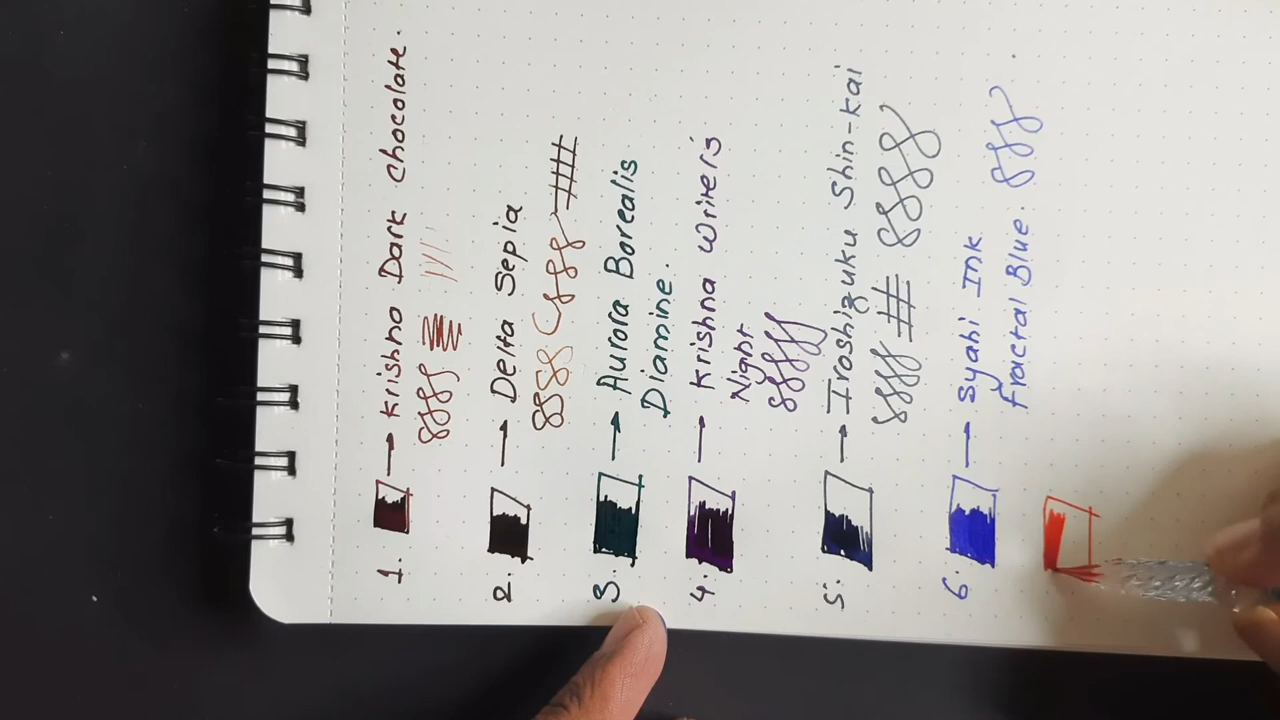 1. → Krishna Dark Chocolate.
2. → Delta Sepia
3. → Aurora Borealis
Diamine.
4. → Krishna Writers
Night
5. → Iroshizuku Shin-kai
6. → Syahi Ink
Fractal Blue.